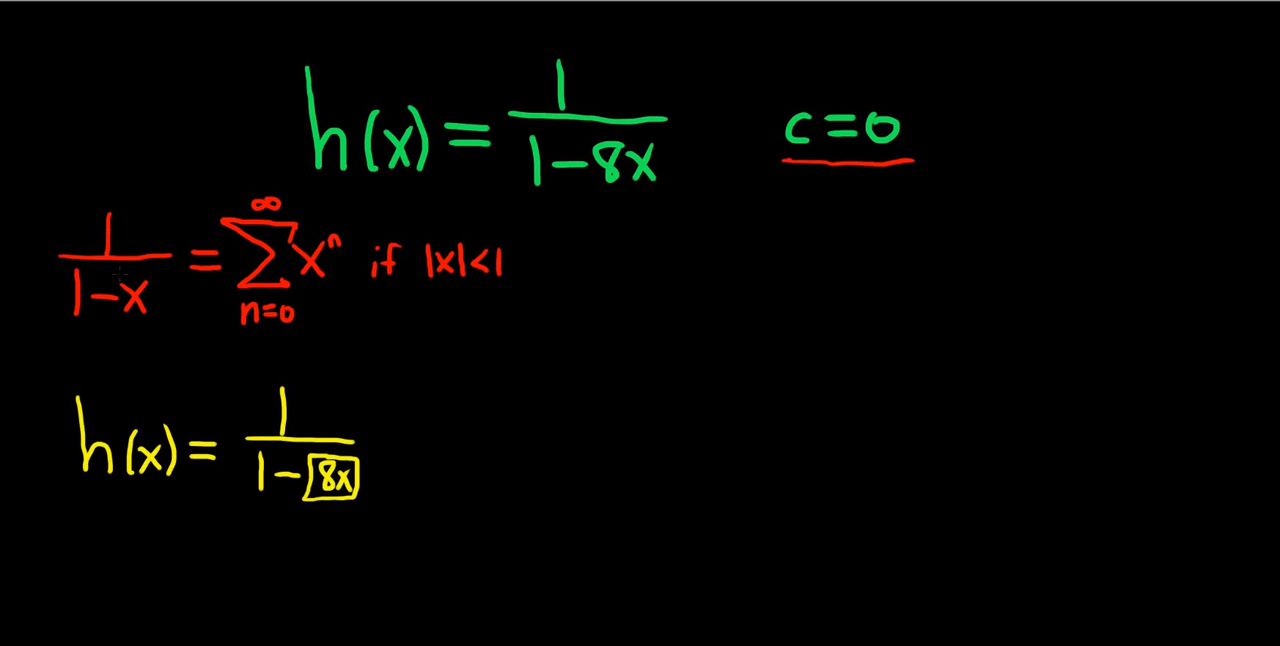 h(x) = 1/(1-8x) c=0
1/(1-x) = ∑_{n=0}^{∞} x^n if |x|<1
h(x) = 1/(1-8x)